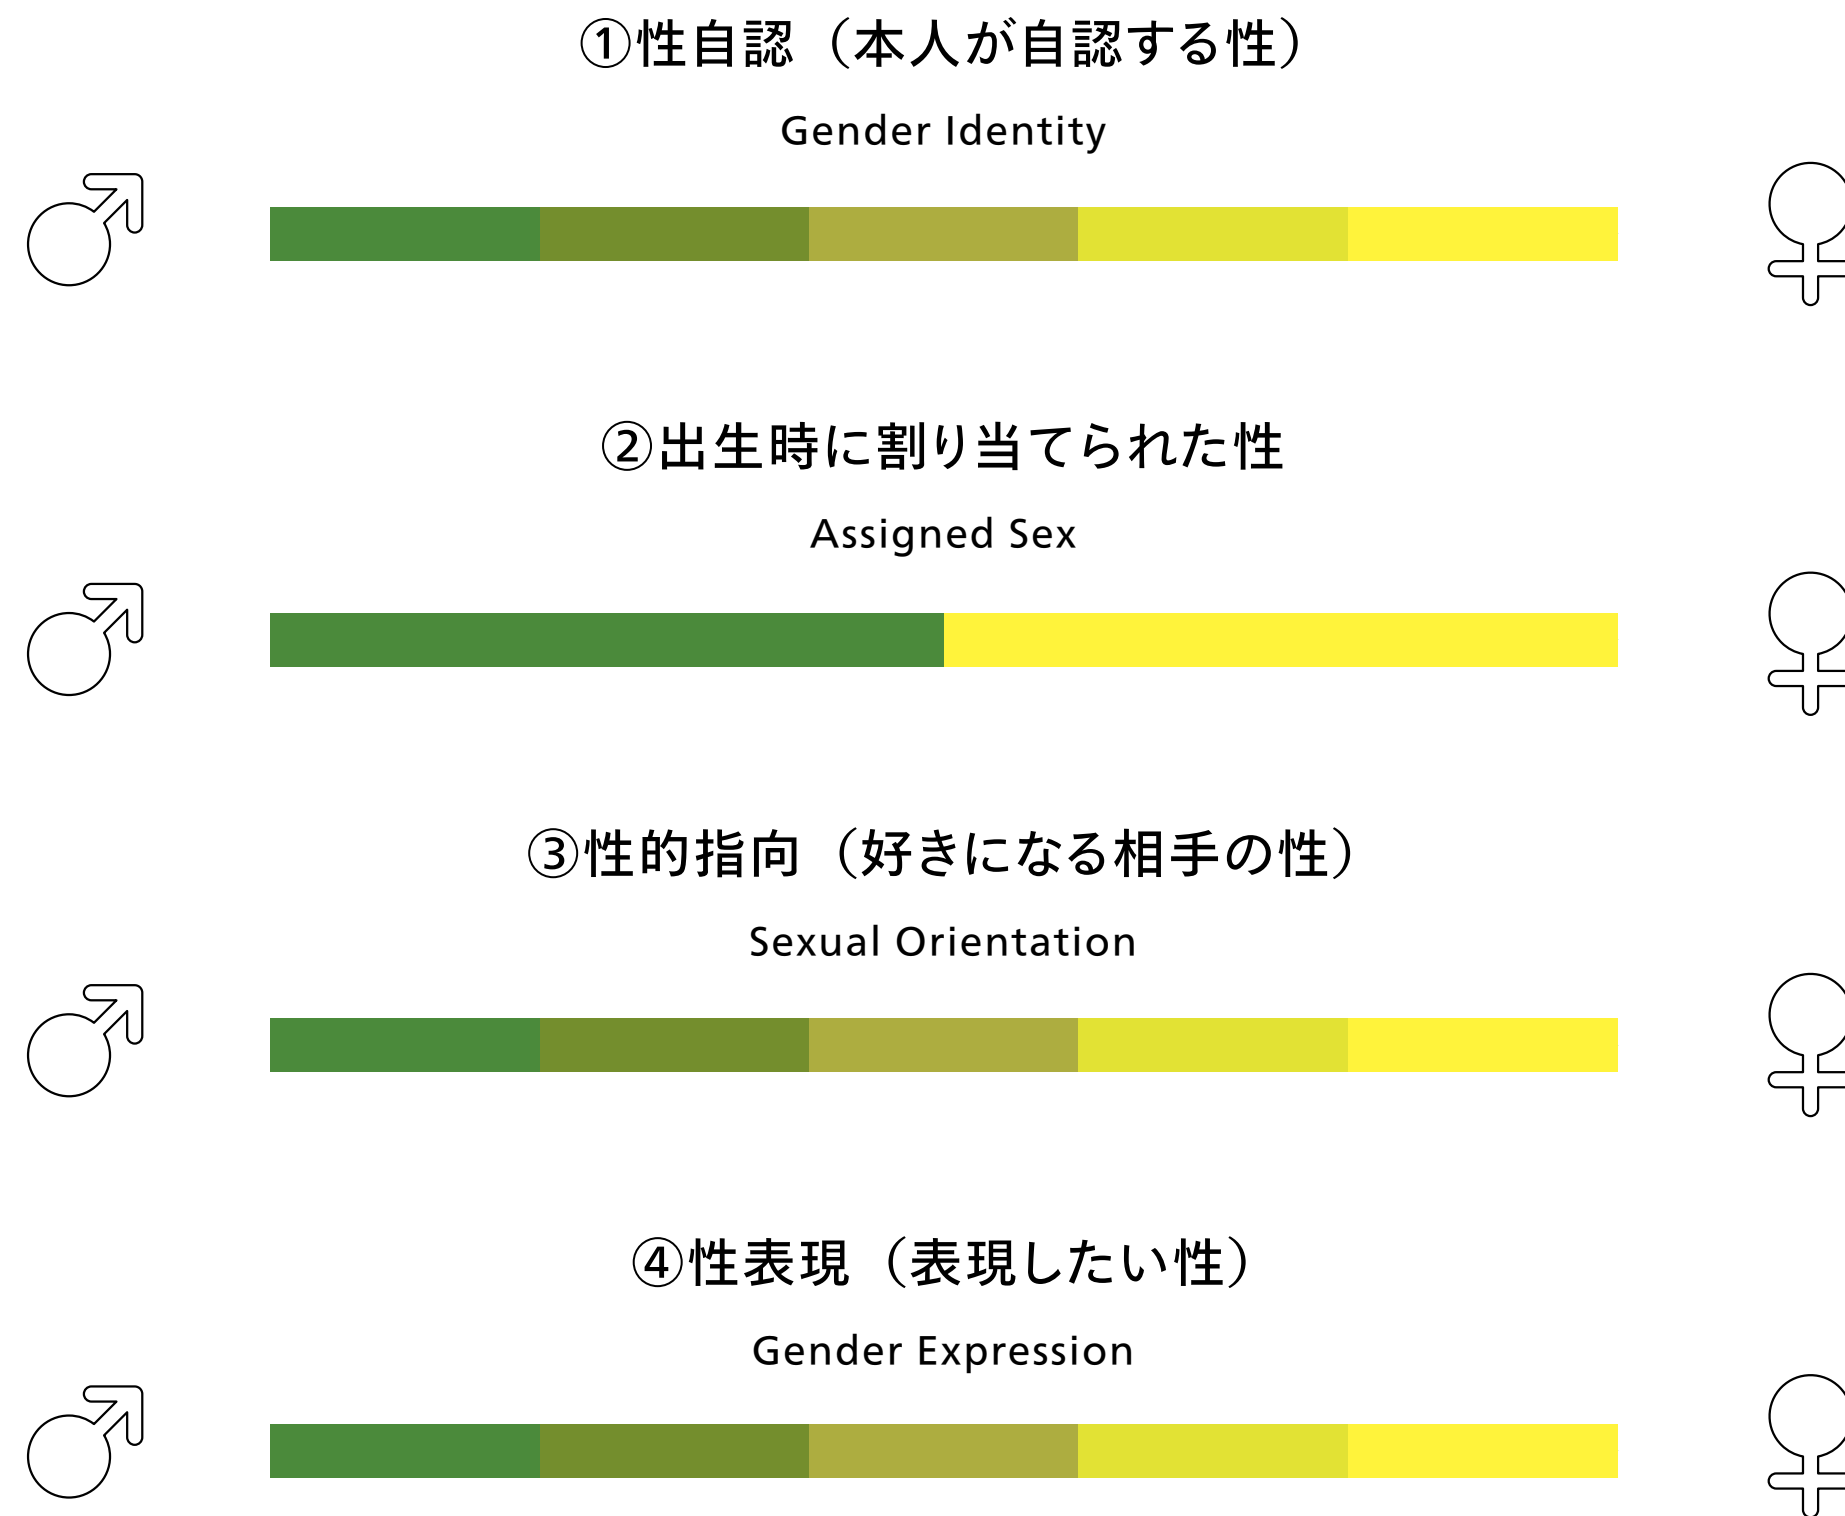 ①性自認（本人が自認する性）
Gender Identity
②出生時に割り当てられた性
Assigned Sex
③性的指向（好きになる相手の性）
Sexual Orientation
④性表現（表現したい性）
Gender Expression